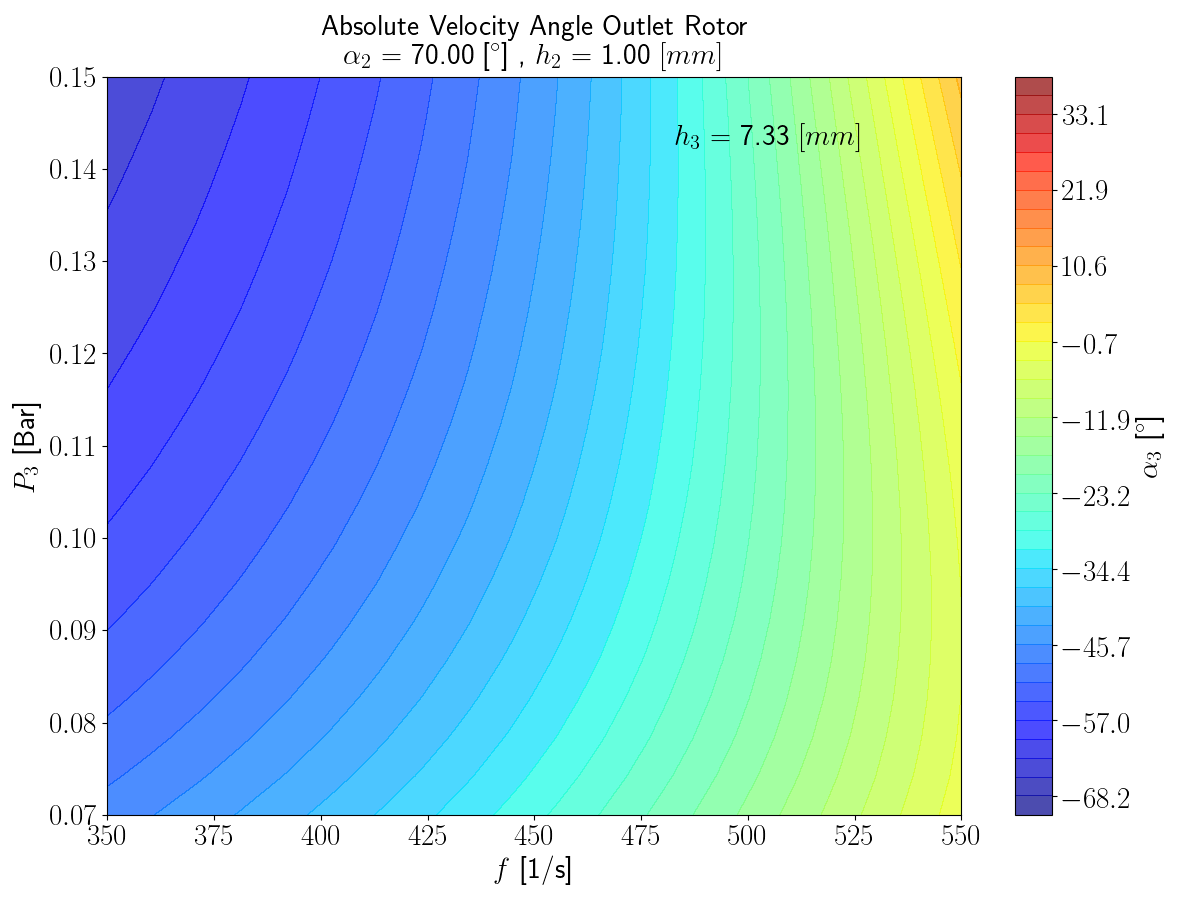 Absolute Velocity Angle Outlet Rotor
α₂ = 70.00 [°] , h₂ = 1.00 [mm]
h₃ = 7.33 [mm]
0.15
0.14
0.13
0.12
0.11
0.10
0.09
0.08
0.07
P₃ [Bar]
350 375 400 425 450 475 500 525 550
f [1/s]
33.1
21.9
10.6
−0.7
−11.9
−23.2
−34.4
−45.7
−57.0
−68.2
α₃ [°]